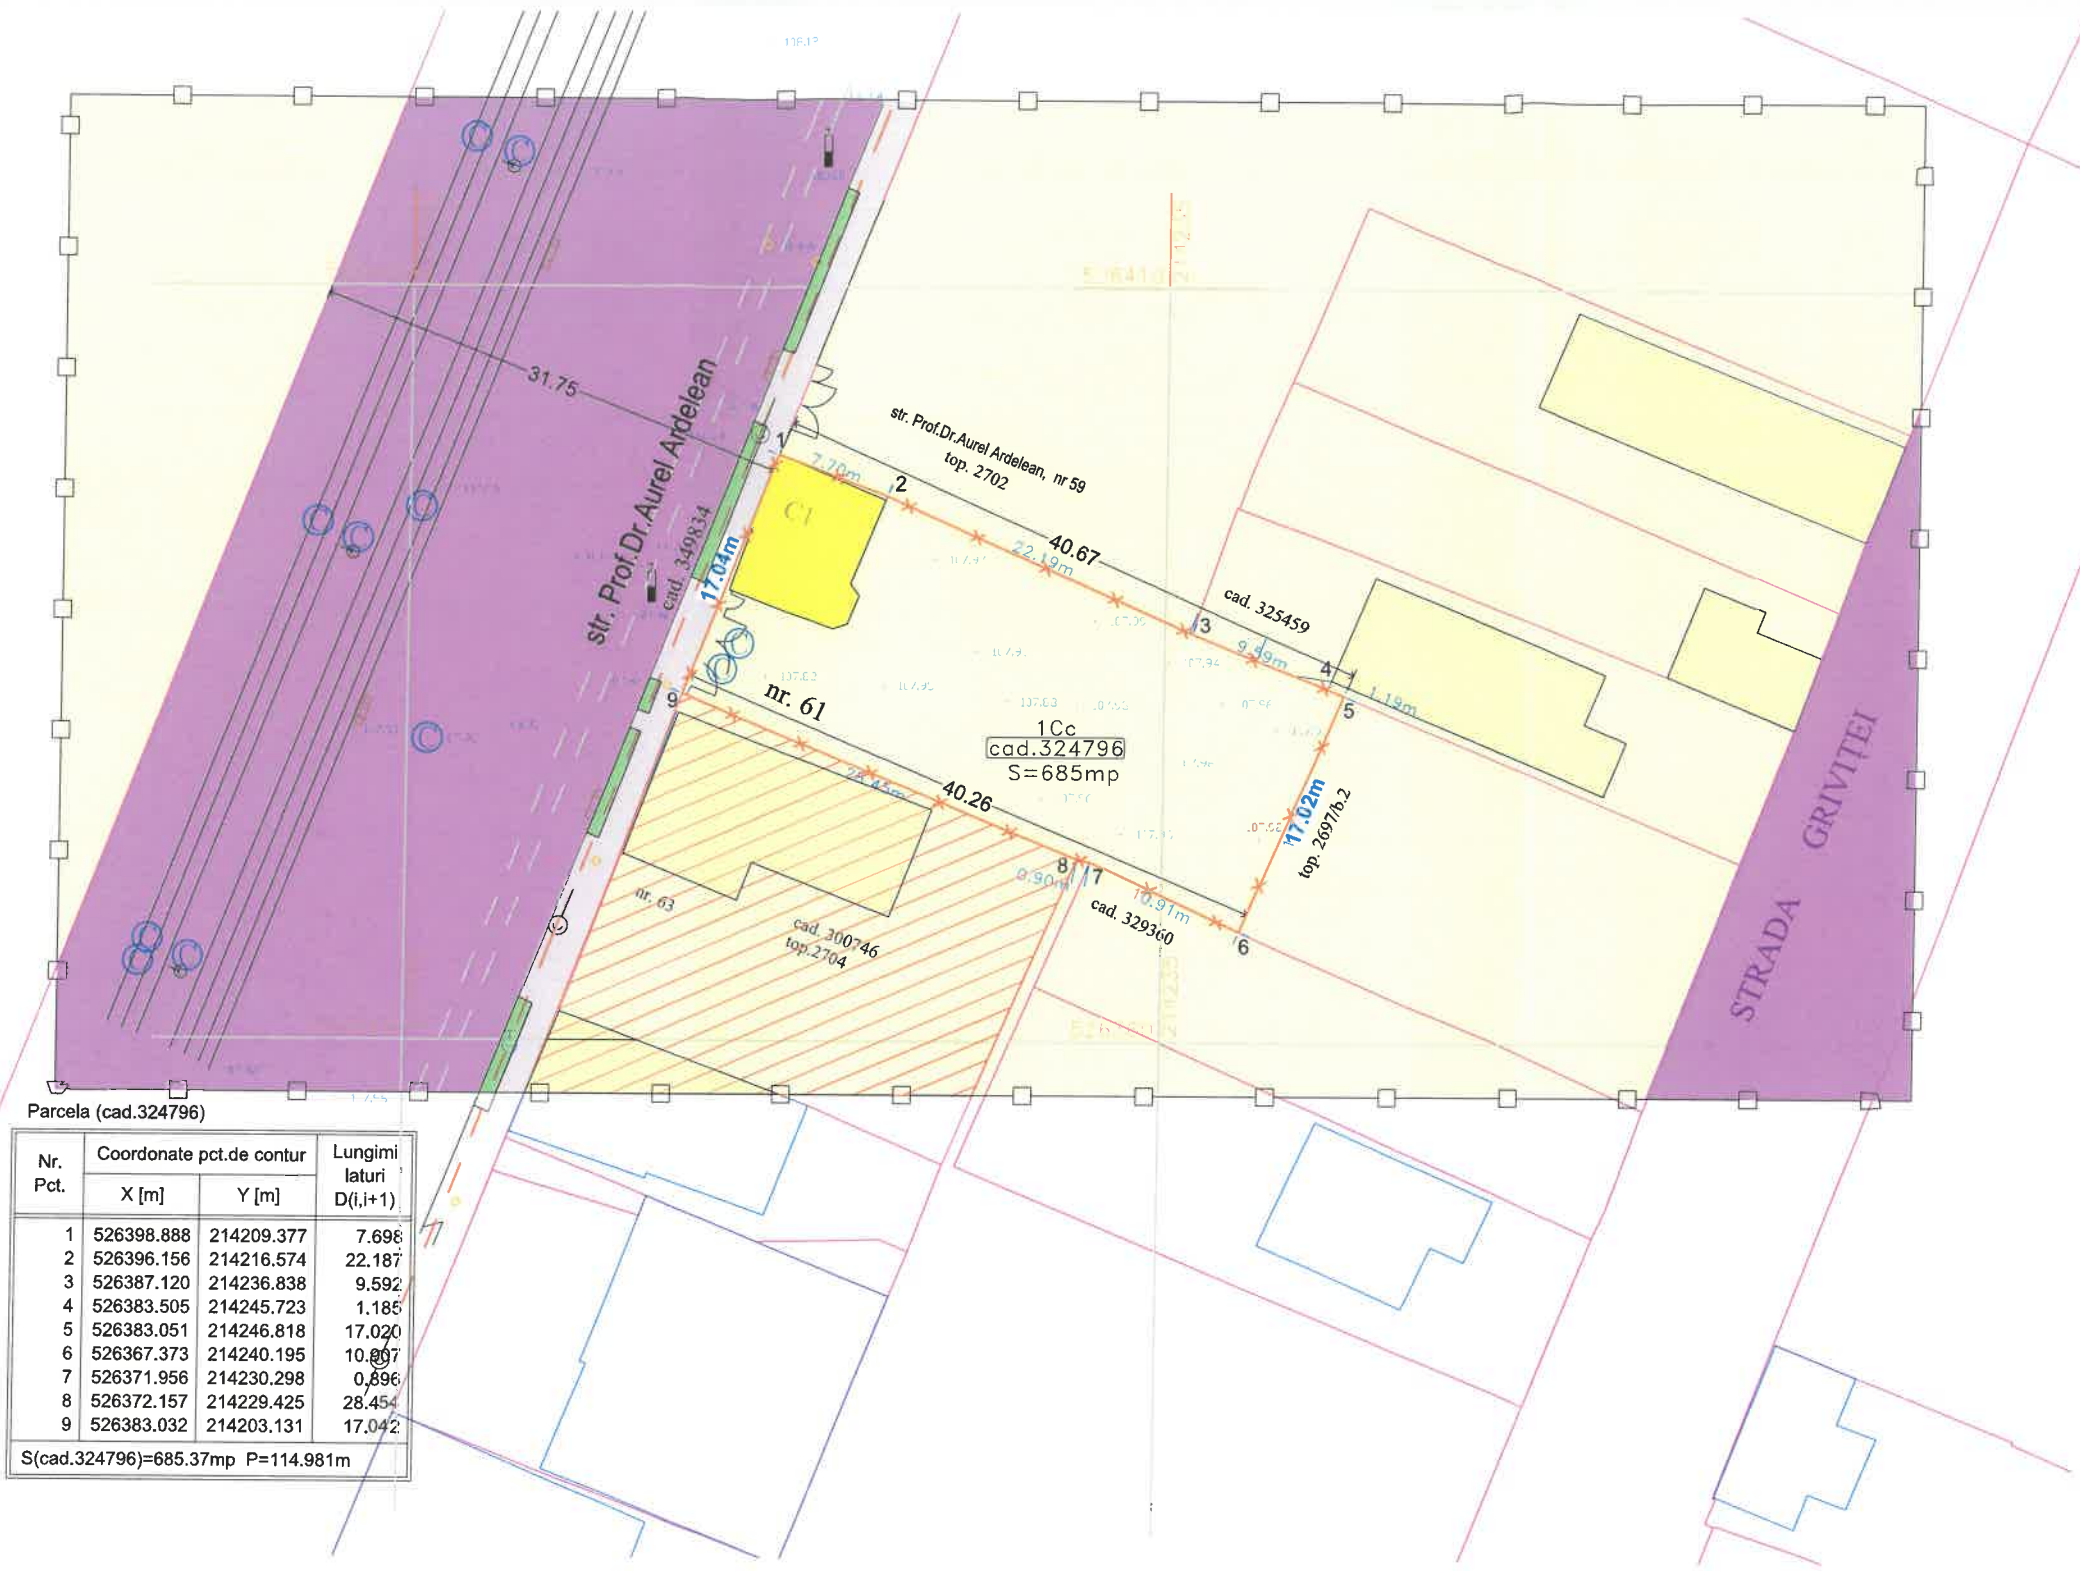 31.75
str. Prof.Dr.Aurel Ardelean
cad. 349834
1
7.70m
2
str. Prof.Dr.Aurel Ardelean, nr 59
top. 2702
C1
17.04m
22.19m
40.67
cad. 325459
3
9.59m
4
1.19m
5
9
nr. 61
1Cc
cad.324796
S=685mp
28.45m
40.26
17.02m
top. 2697/b.2
8
7
0.90m
10.91m
cad. 329360
6
nr. 63
cad. 300746
top.2704
STRADA GRIVIȚEI
Parcela (cad.324796)
Nr. Pct.
Coordonate pct.de contur
Lungimi laturi D(i,i+1)
X [m]
Y [m]
1 526398.888 214209.377 7.698
2 526396.156 214216.574 22.187
3 526387.120 214236.838 9.592
4 526383.505 214245.723 1.185
5 526383.051 214246.818 17.020
6 526367.373 214240.195 10.907
7 526371.956 214230.298 0.896
8 526372.157 214229.425 28.454
9 526383.032 214203.131 17.042
S(cad.324796)=685.37mp P=114.981m